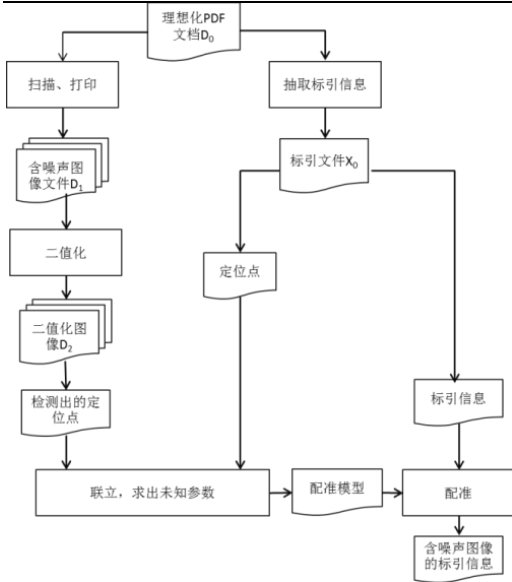 理想化PDF
文档D₀
扫描、打印
抽取标引信息
含噪声图
像文件D₁
标引文件X₀
二值化
定位点
二值化图
像D₂
检测出的定
位点
标引信息
联立，求出未知参数
配准模型
配准
含噪声图像
的标引信息